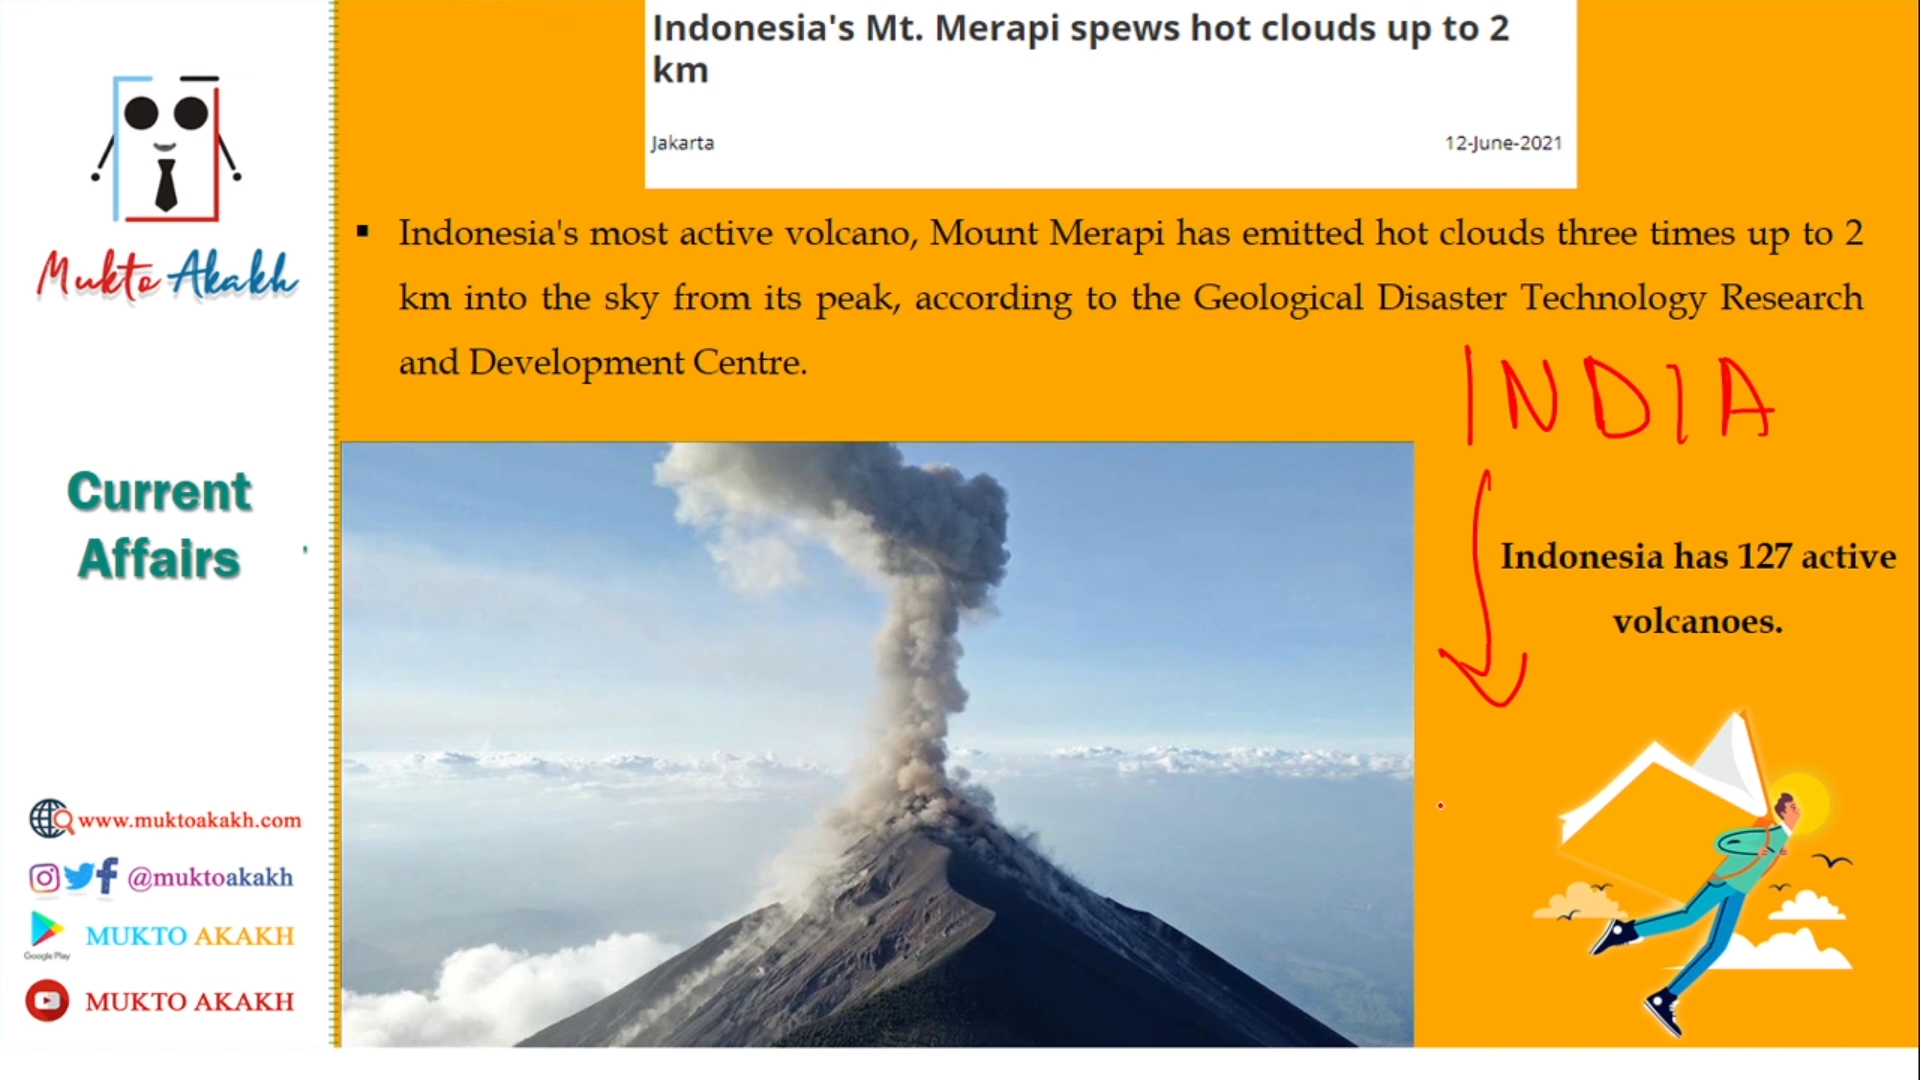 Indonesia's Mt. Merapi spews hot clouds up to 2
km
Jakarta 12-June-2021
Mukto Akakh
▪ Indonesia's most active volcano, Mount Merapi has emitted hot clouds three times up to 2
km into the sky from its peak, according to the Geological Disaster Technology Research
and Development Centre.
INDIA
Current
Affairs
Indonesia has 127 active
volcanoes.
www.muktoakakh.com
@muktoakakh
Google Play
MUKTO AKAKH
MUKTO AKAKH